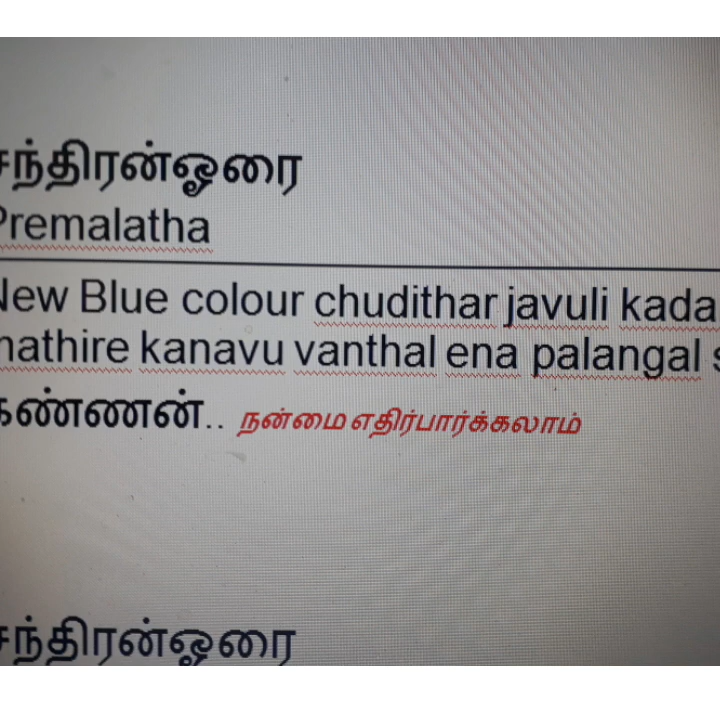 சந்திரன்ஓரை
Premalatha
New Blue colour chudithar javuli kada
mathire kanavu vanthal ena palangal
கண்ணன்.. நன்மை எதிர்பார்க்கலாம்
சந்திரன்ஓரை